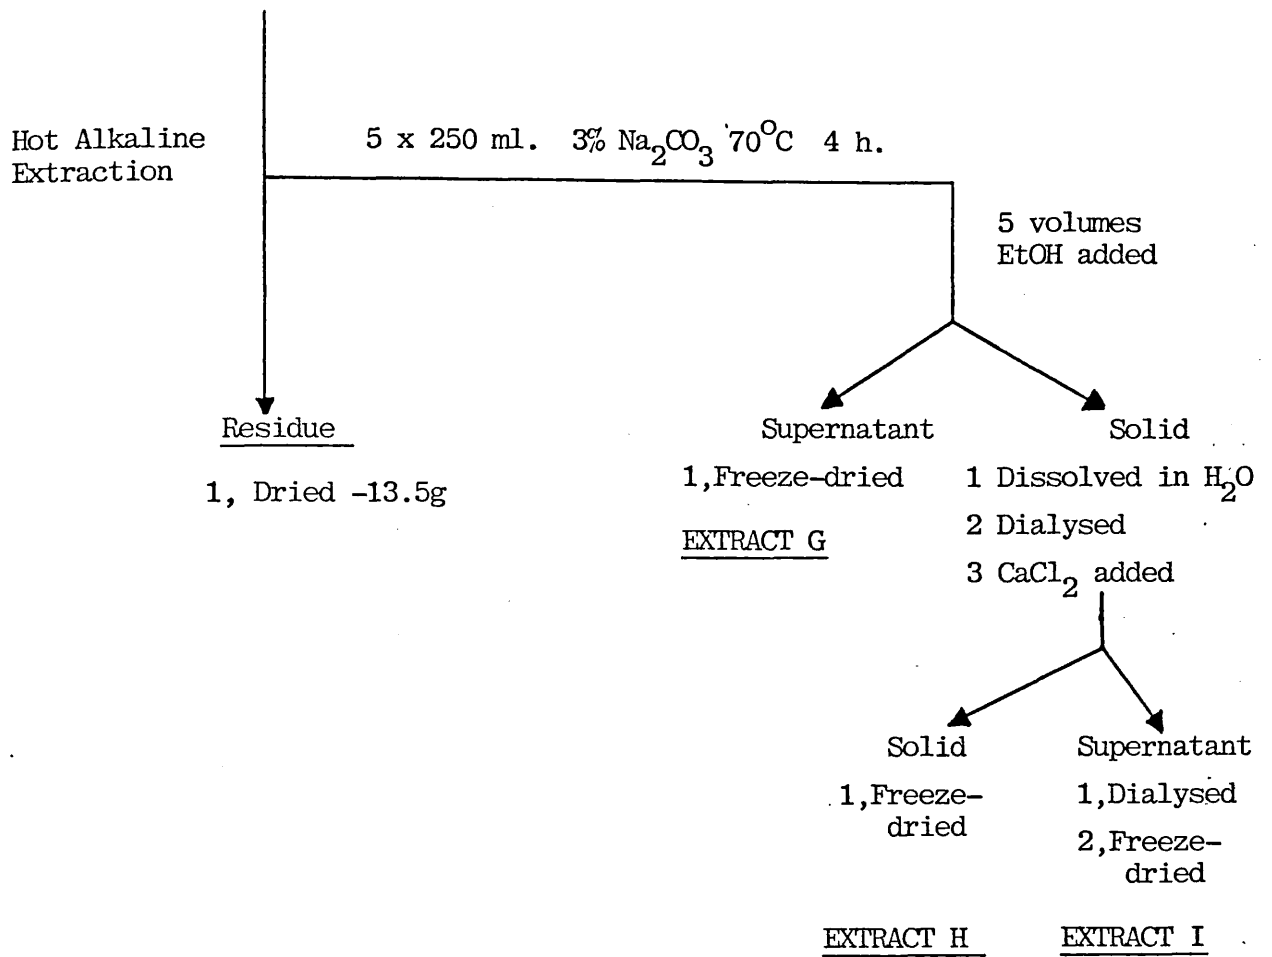 Hot Alkaline
Extraction
5 x 250 ml. 3% Na₂CO₃ 70°C 4 h.
5 volumes
EtOH added
Residue
1, Dried -13.5g
Supernatant
1,Freeze-dried
EXTRACT G
Solid
1 Dissolved in H₂O
2 Dialysed
3 CaCl₂ added
Solid
1,Freeze-
dried
EXTRACT H
Supernatant
1,Dialysed
2,Freeze-
dried
EXTRACT I